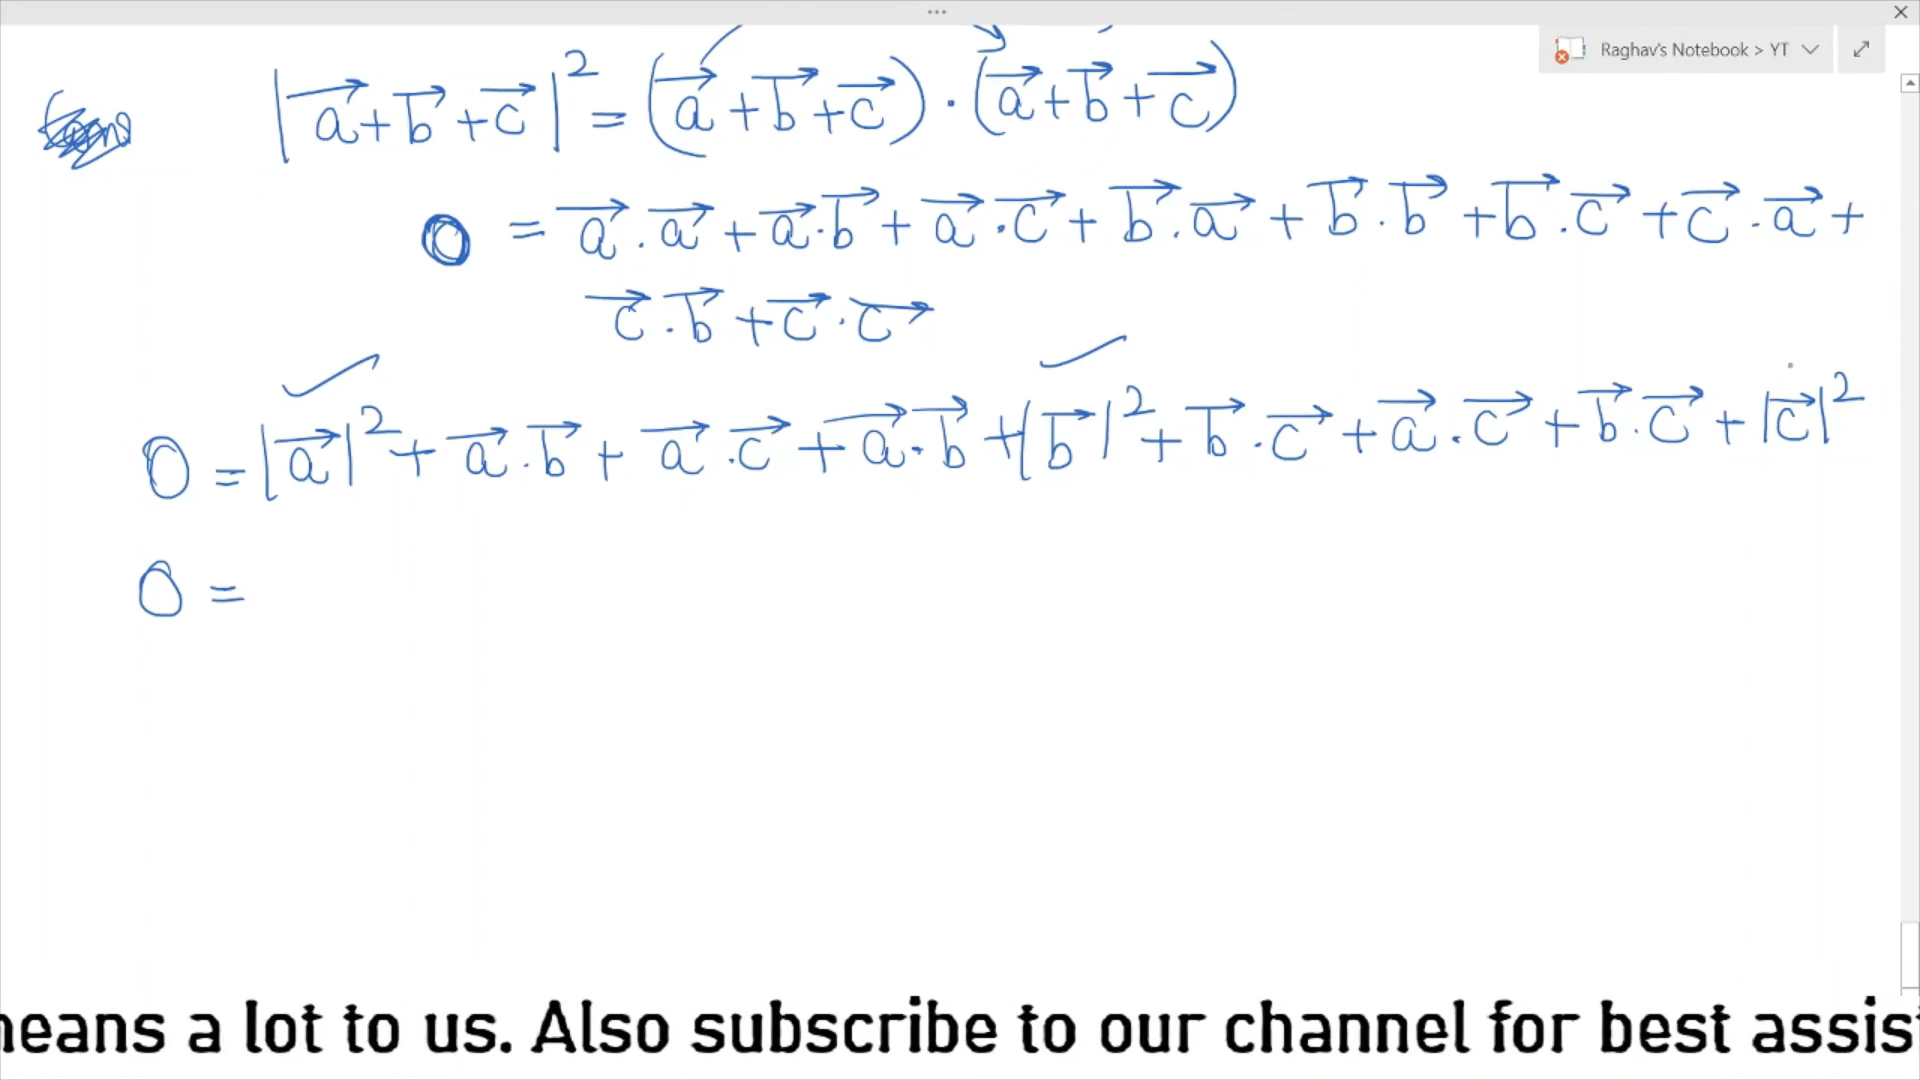 Raghav's Notebook > YT
|a⃗+b⃗+c⃗|² = (a⃗+b⃗+c⃗)·(a⃗+b⃗+c⃗)
0 = a⃗·a⃗+a⃗·b⃗+a⃗·c⃗+b⃗·a⃗+b⃗·b⃗+b⃗·c⃗+c⃗·a⃗+
c⃗·b⃗+c⃗·c⃗
0 = |a⃗|²+a⃗·b⃗+a⃗·c⃗+a⃗·b⃗+|b⃗|²+b⃗·c⃗+a⃗·c⃗+b⃗·c⃗+|c⃗|²
0 =
means a lot to us. Also subscribe to our channel for best assis